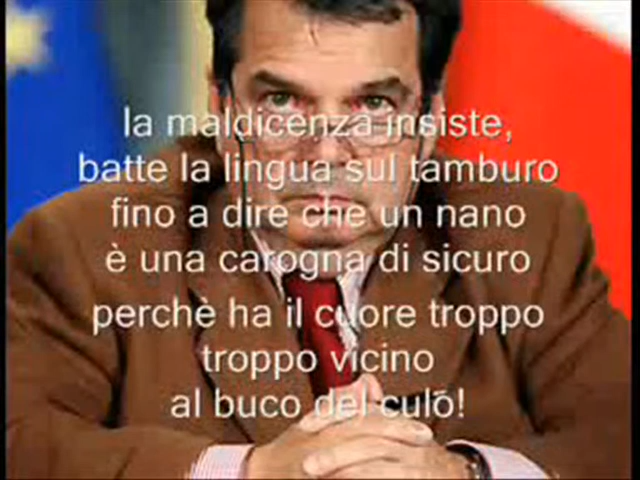 la maldicenza insiste,
batte la lingua sul tamburo
fino a dire che un nano
è una carogna di sicuro
perchè ha il cuore troppo
troppo vicino
al buco del culo!